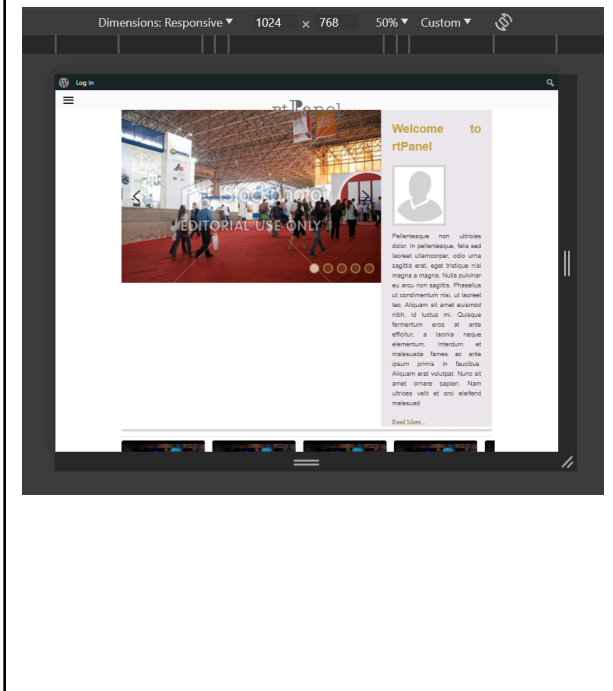 Dimensions: Responsive ▼ 1024 × 768 50% ▼ Custom ▼
Log in
rtPanel
iStockphoto
EDITORIAL USE ONLY
Welcome to
rtPanel
Pellentesque non ultricies
dolor. In pellentesque, felis sed
laoreet ullamcorper, odio urna
sagittis erat, eget tristique nisi
magna a magna. Nulla pulvinar
eu arcu non sagittis. Phasellus
ut condimentum nisi, ut laoreet
leo. Aliquam sit amet euismod
nibh, id luctus mi. Quisque
fermentum eros at ante
efficitur, a lacinia neque
elementum. Interdum et
malesuada fames ac ante
ipsum primis in faucibus.
Aliquam erat volutpat. Nunc sit
amet ornare sapien. Nam
ultrices velit et orci eleifend
malesuad
Read More...